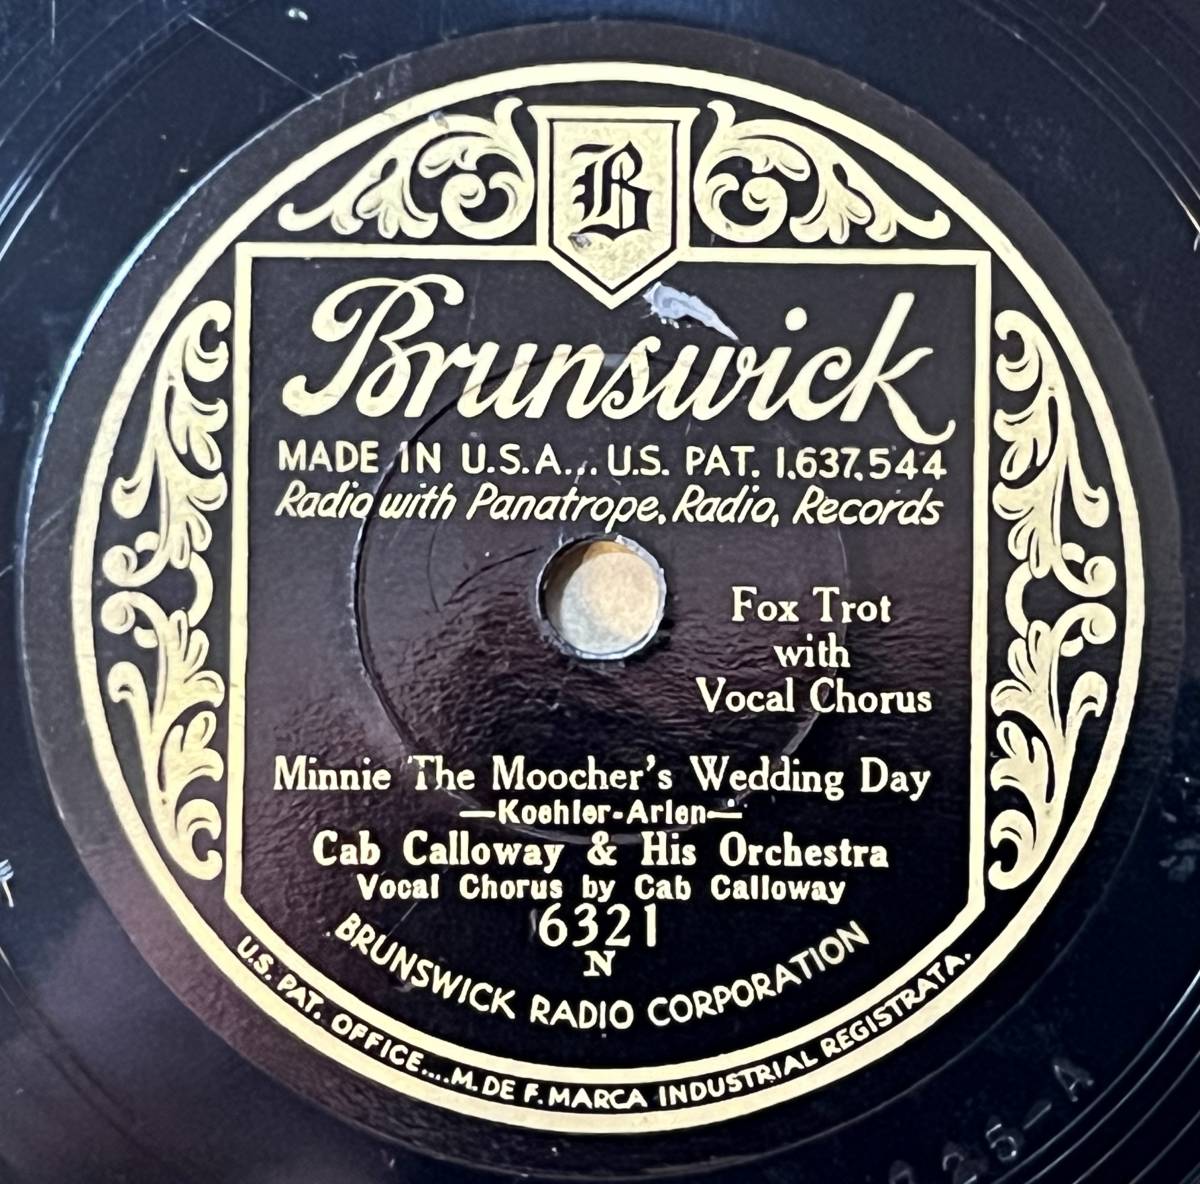 B
Brunswick
MADE IN U.S.A... U.S. PAT. 1,637,544
Radio with Panatrope, Radio, Records
Fox Trot
with
Vocal Chorus
Minnie The Moocher's Wedding Day
—Koehler-Arlen—
Cab Calloway & His Orchestra
Vocal Chorus by Cab Calloway
6321
N
BRUNSWICK RADIO CORPORATION
U.S. PAT. OFFICE....M. DE F. MARCA INDUSTRIAL REGISTRATA.